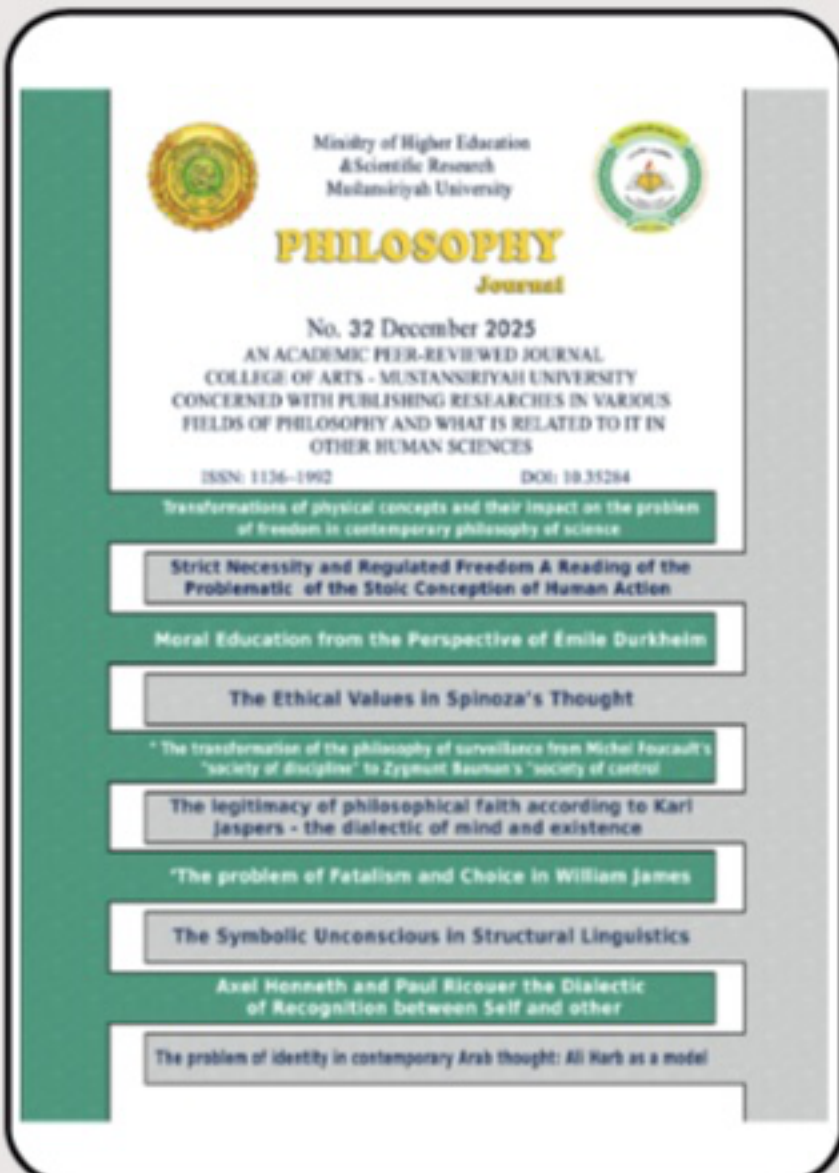 Ministry of Higher Education
&Scientific Research
Mustansiriyah University
PHILOSOPHY
Journal
No. 32 December 2025
AN ACADEMIC PEER-REVIEWED JOURNAL
COLLEGE OF ARTS - MUSTANSIRIYAH UNIVERSITY
CONCERNED WITH PUBLISHING RESEARCHES IN VARIOUS
FIELDS OF PHILOSOPHY AND WHAT IS RELATED TO IT IN
OTHER HUMAN SCIENCES
ISSN: 1136-1992 DOI: 10.35284
Transformations of physical concepts and their impact on the problem
of freedom in contemporary philosophy of science
Strict Necessity and Regulated Freedom A Reading of the
Problematic of the Stoic Conception of Human Action
Moral Education from the Perspective of Émile Durkheim
The Ethical Values in Spinoza's Thought
" The transformation of the philosophy of surveillance from Michel Foucault's
"society of discipline" to Zygmunt Bauman's "society of control
The legitimacy of philosophical faith according to Karl
Jaspers - the dialectic of mind and existence
"The problem of Fatalism and Choice in William James
The Symbolic Unconscious in Structural Linguistics
Axel Honneth and Paul Ricouer the Dialectic
of Recognition between Self and other
The problem of identity in contemporary Arab thought: Ali Harb as a model